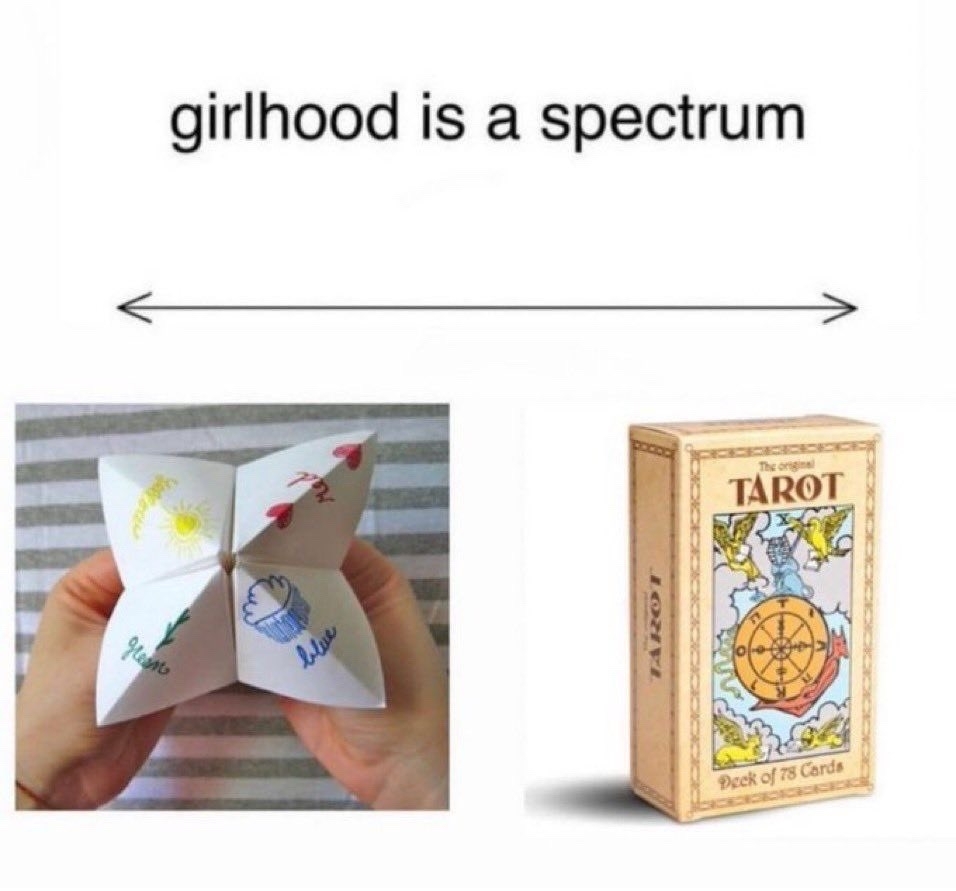 girlhood is a spectrum
yellow
Red
green
blue
The original
TAROT
TAROT
Deck of 78 Cards